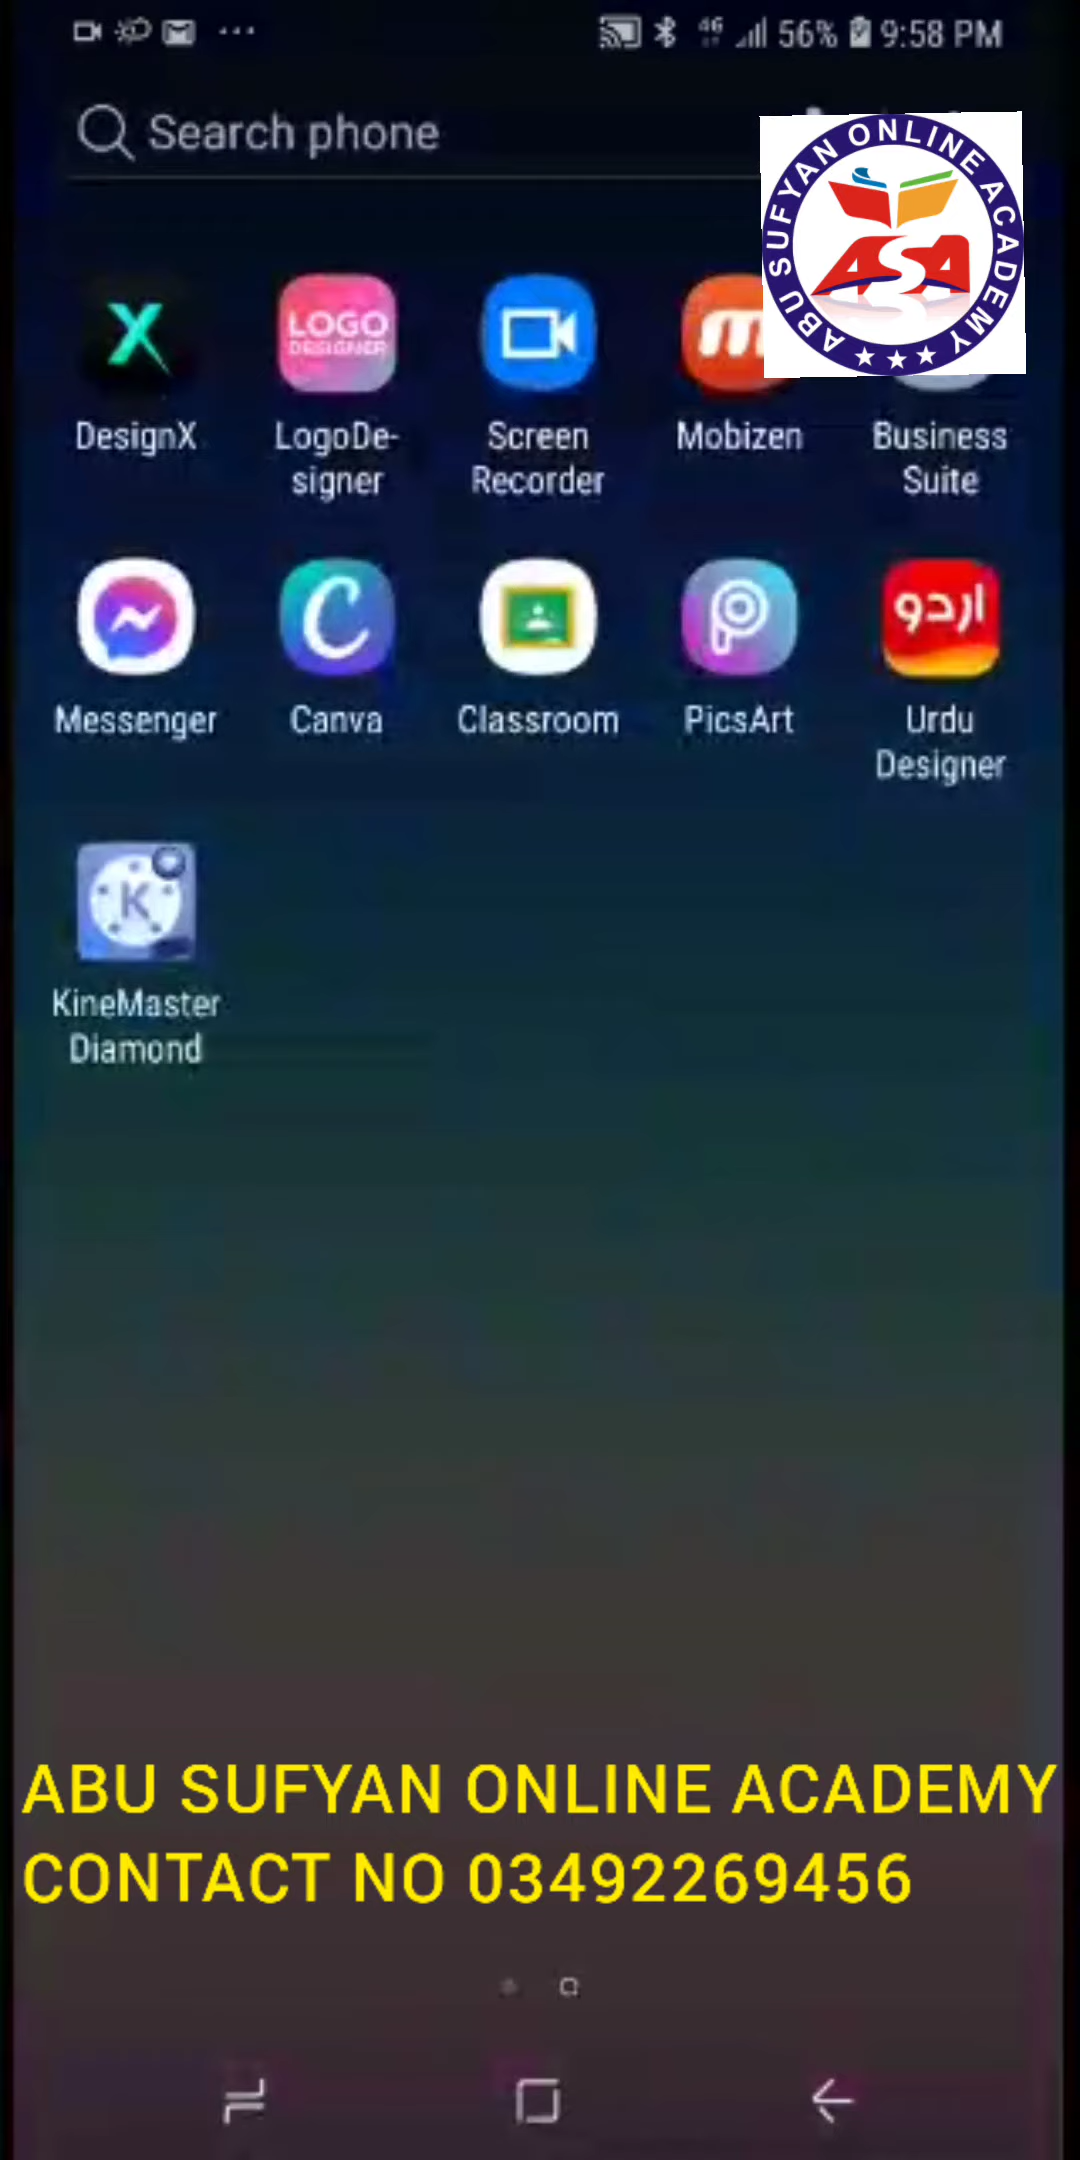 56% 9:58 PM
Search phone
ABU SUFYAN ONLINE ACADEMY
ASA
X
LOGO
DESIGNER
m
DesignX
LogoDe-
signer
Screen
Recorder
Mobizen
Business
Suite
C
اردو
Messenger
Canva
Classroom
PicsArt
Urdu
Designer
K
KineMaster
Diamond
ABU SUFYAN ONLINE ACADEMY
CONTACT NO 03492269456